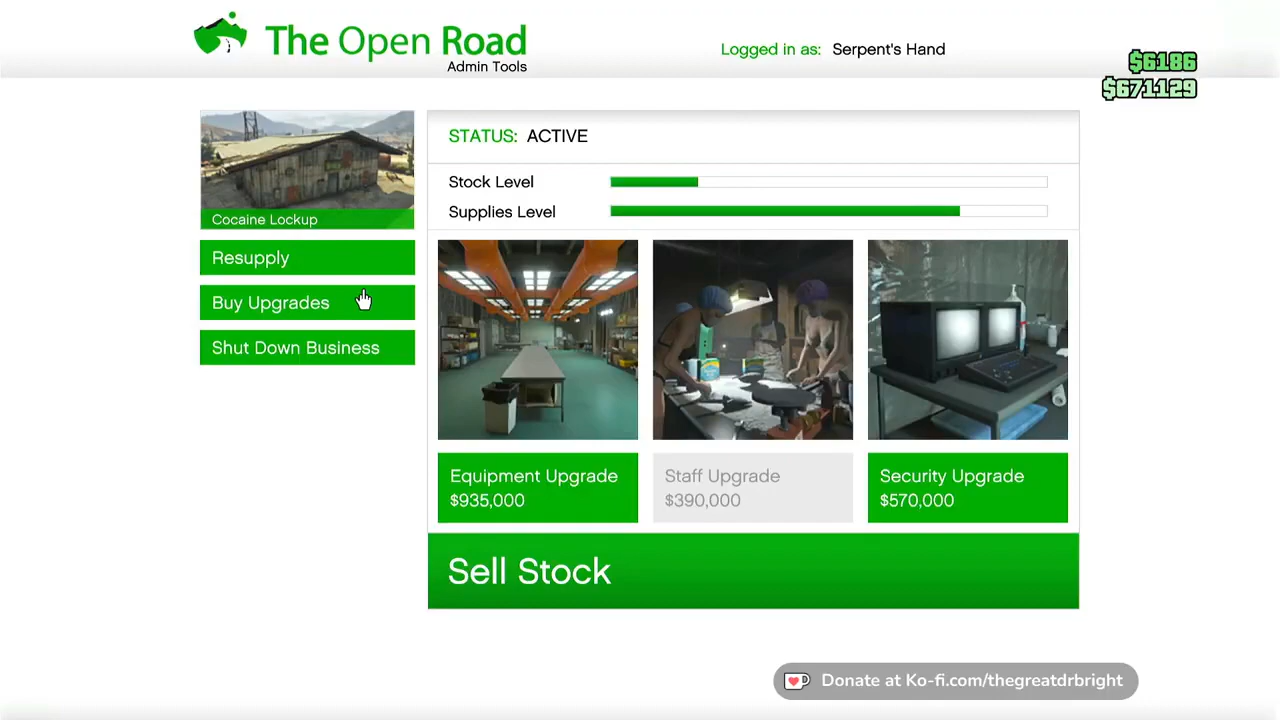 The Open Road
Admin Tools
Logged in as: Serpent's Hand
$6186
$671129
Cocaine Lockup
Resupply
Buy Upgrades
Shut Down Business
STATUS: ACTIVE
Stock Level
Supplies Level
Equipment Upgrade
$935,000
Staff Upgrade
$390,000
Security Upgrade
$570,000
Sell Stock
Donate at Ko-fi.com/thegreatdrbright